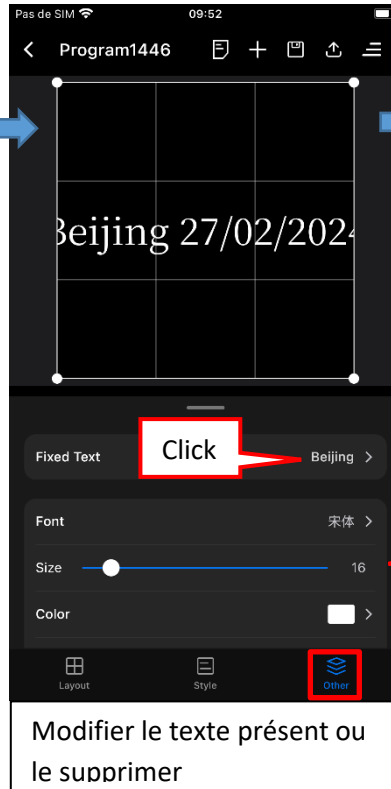 Pas de SIM 09:52
Program1446
Beijing 27/02/2024
Click
Fixed Text Beijing >
Font 宋体 >
Size 16
Color >
Layout Style Other
Modifier le texte présent ou
le supprimer